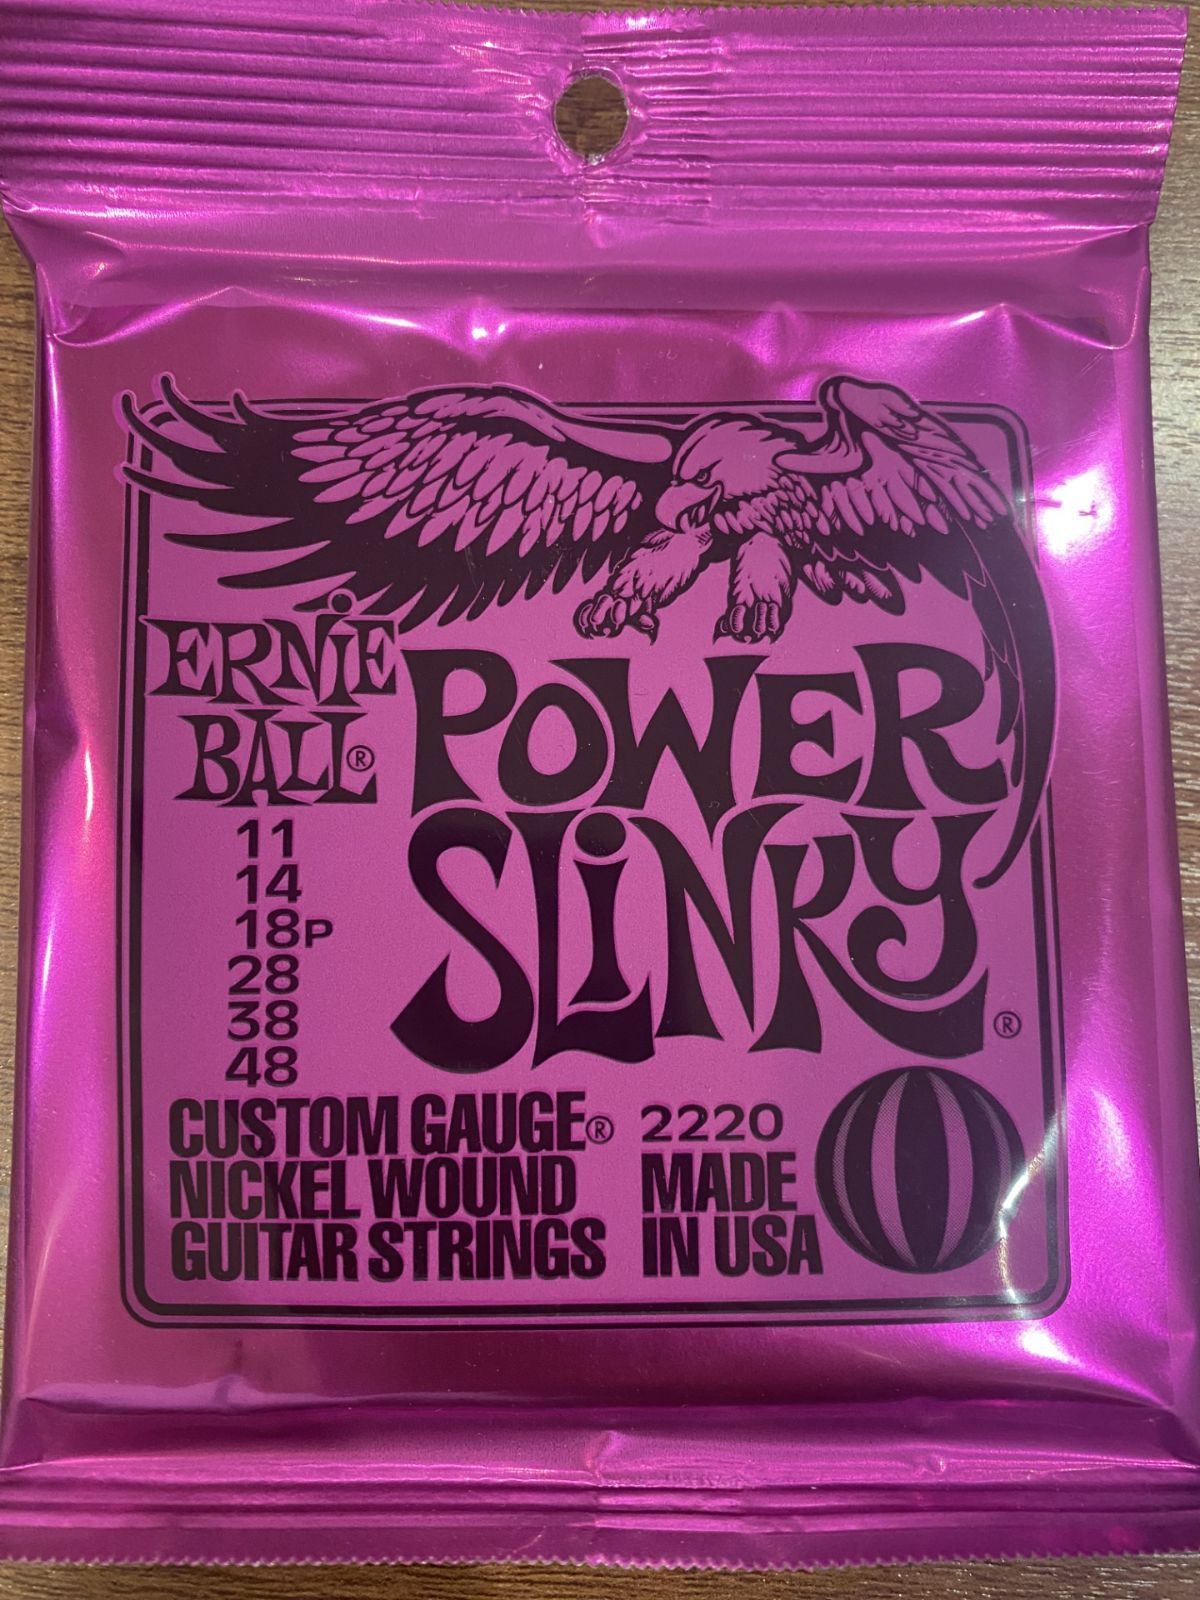 ERNiE
BALL®
POWER
SLiNKY®
11
14
18P
28
38
48
CUSTOM GAUGE®
NICKEL WOUND
GUITAR STRINGS
2220
MADE
IN USA